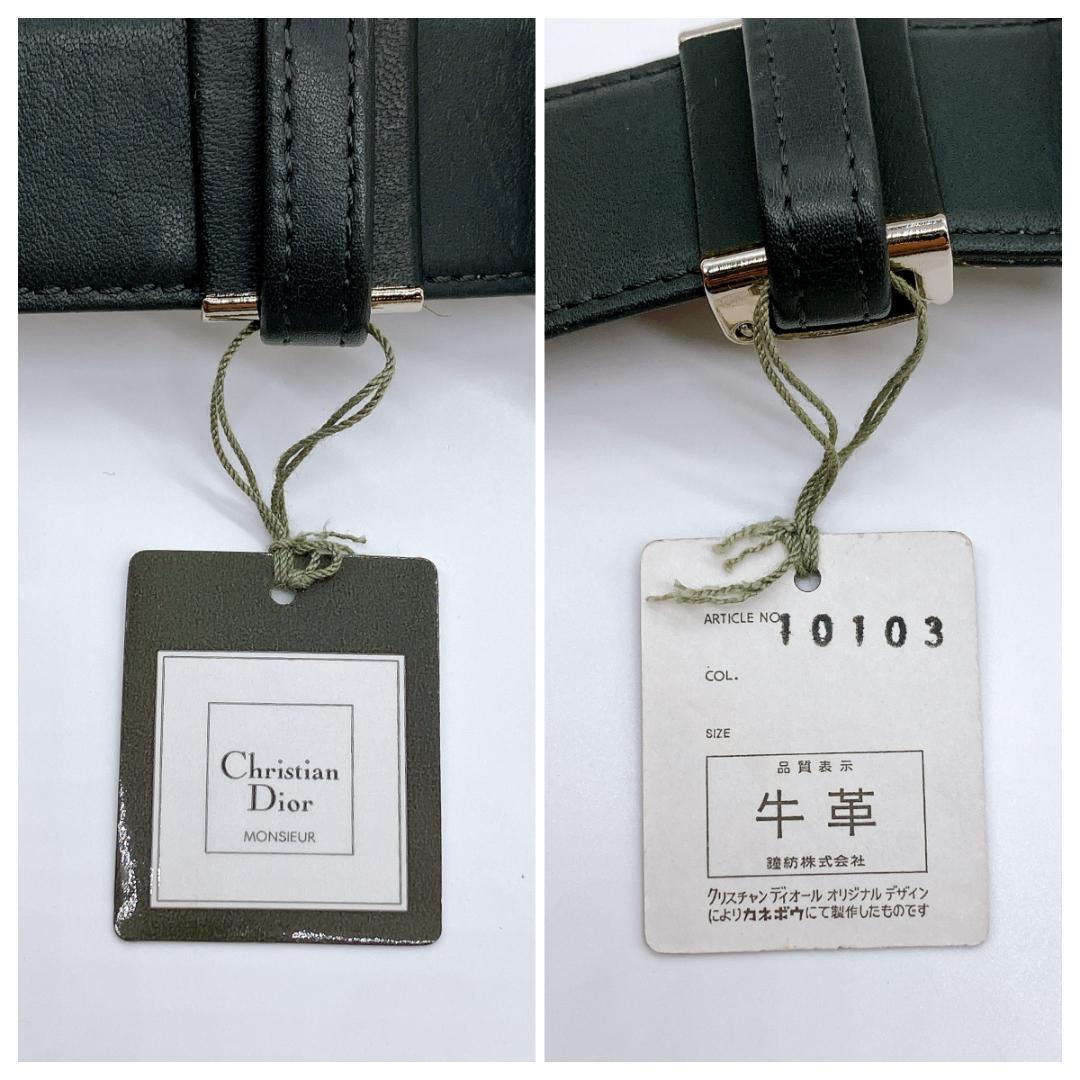 Christian
Dior
MONSIEUR
ARTICLE NO. 10103
COL.
SIZE
品質表示
牛革
鐘紡株式会社
クリスチャン ディオール オリジナル デザイン
によりカネボウにて製作したものです